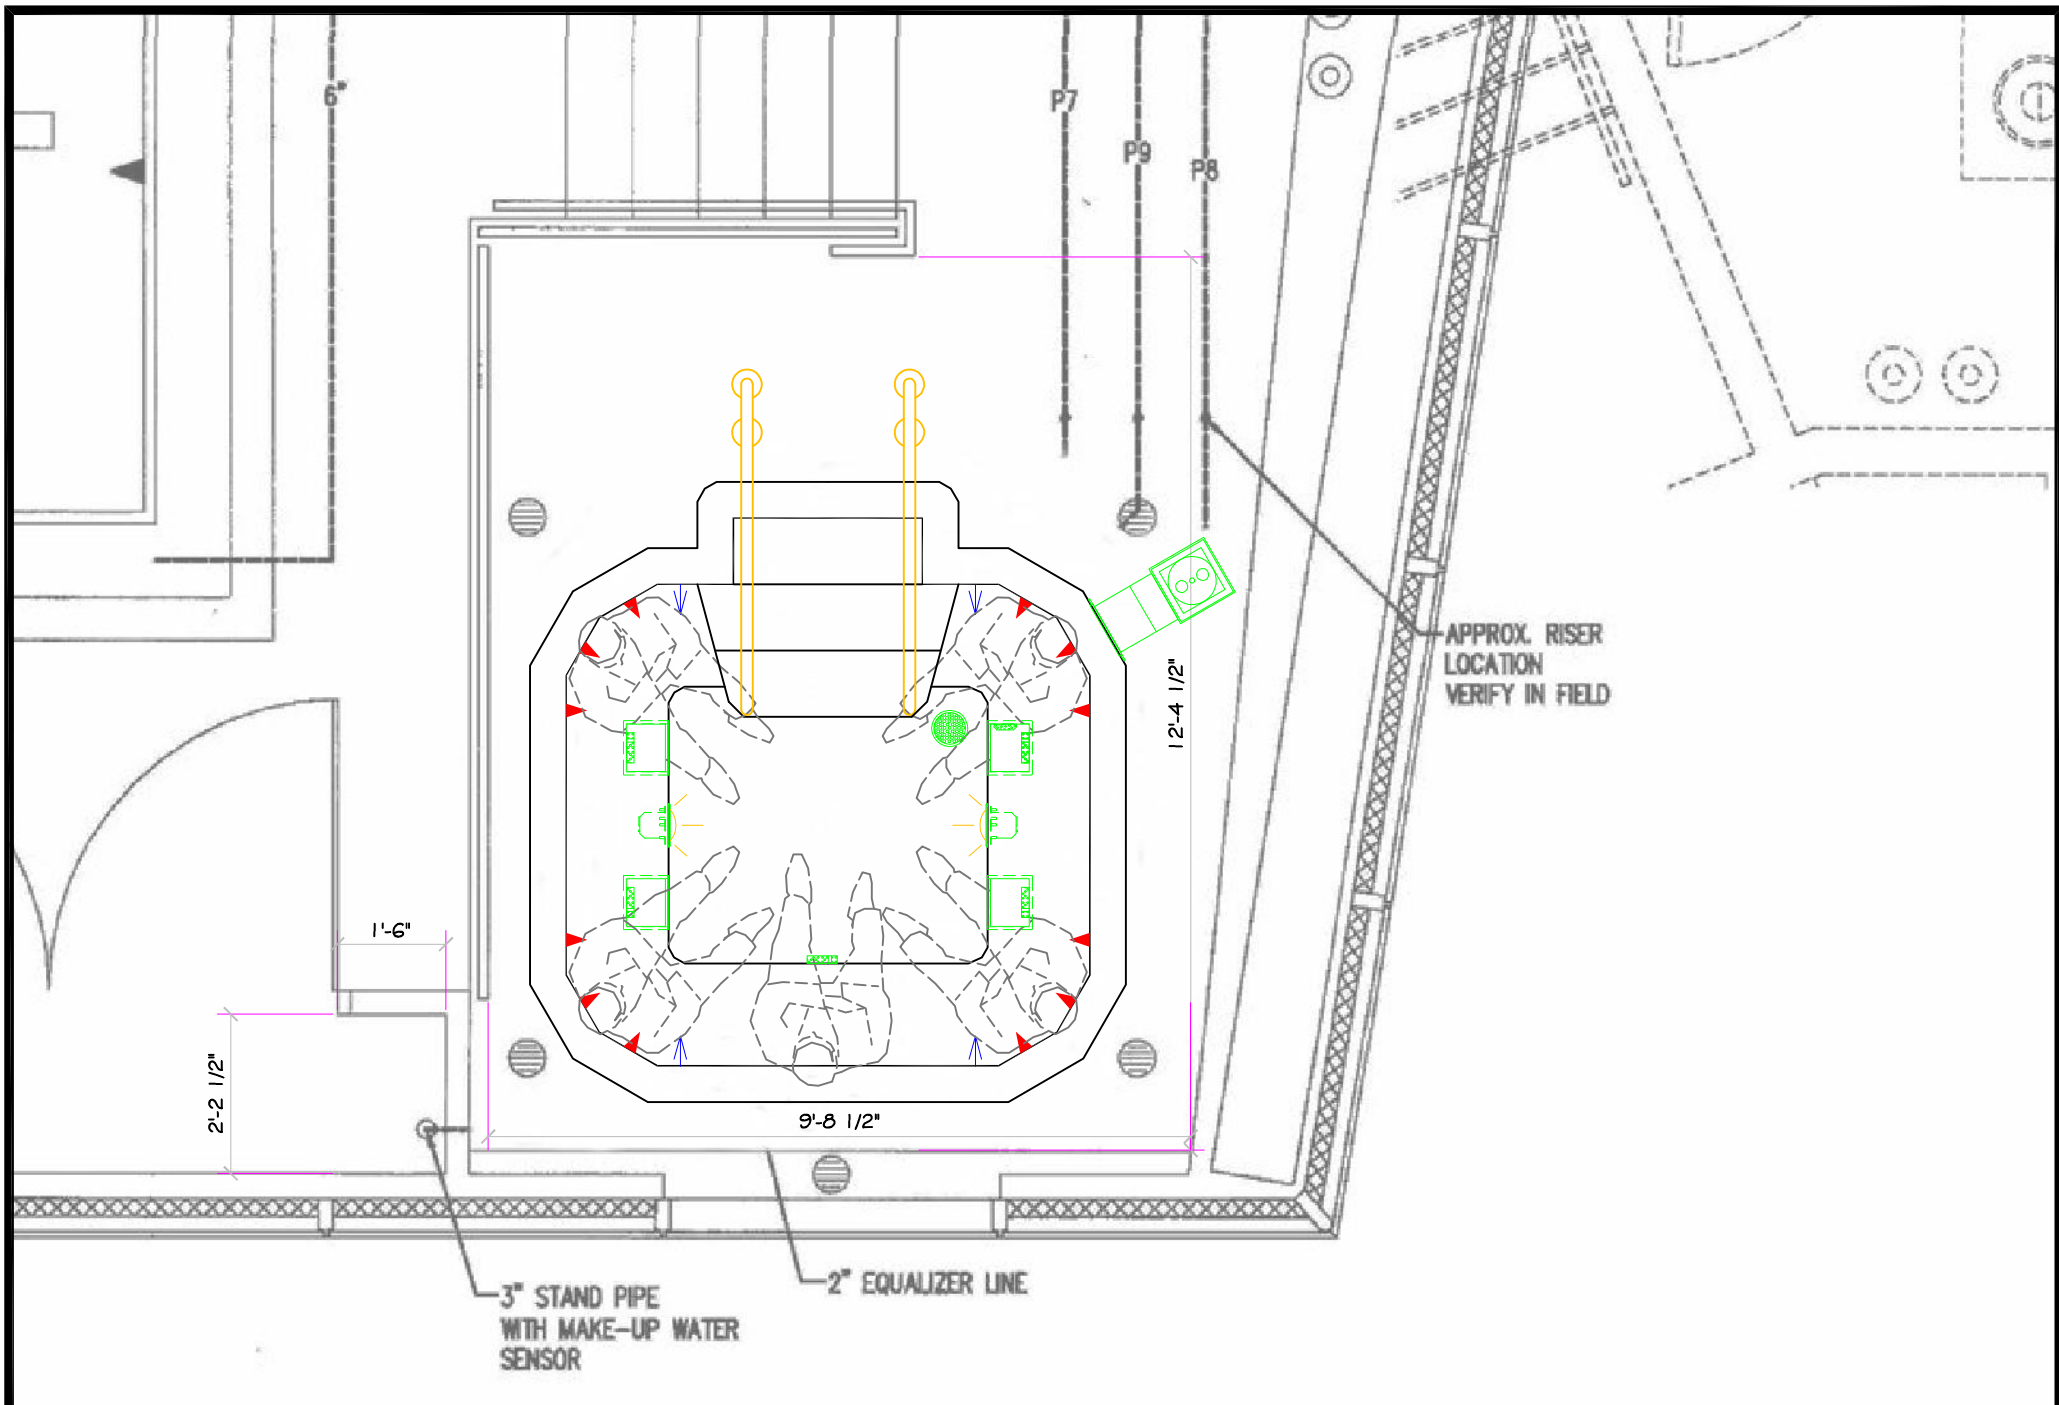 6"
P7
P9
P8
APPROX. RISER
LOCATION
VERIFY IN FIELD
12'-4 1/2"
1'-6"
2'-2 1/2"
9'-8 1/2"
2" EQUALIZER LINE
3" STAND PIPE
WITH MAKE-UP WATER
SENSOR